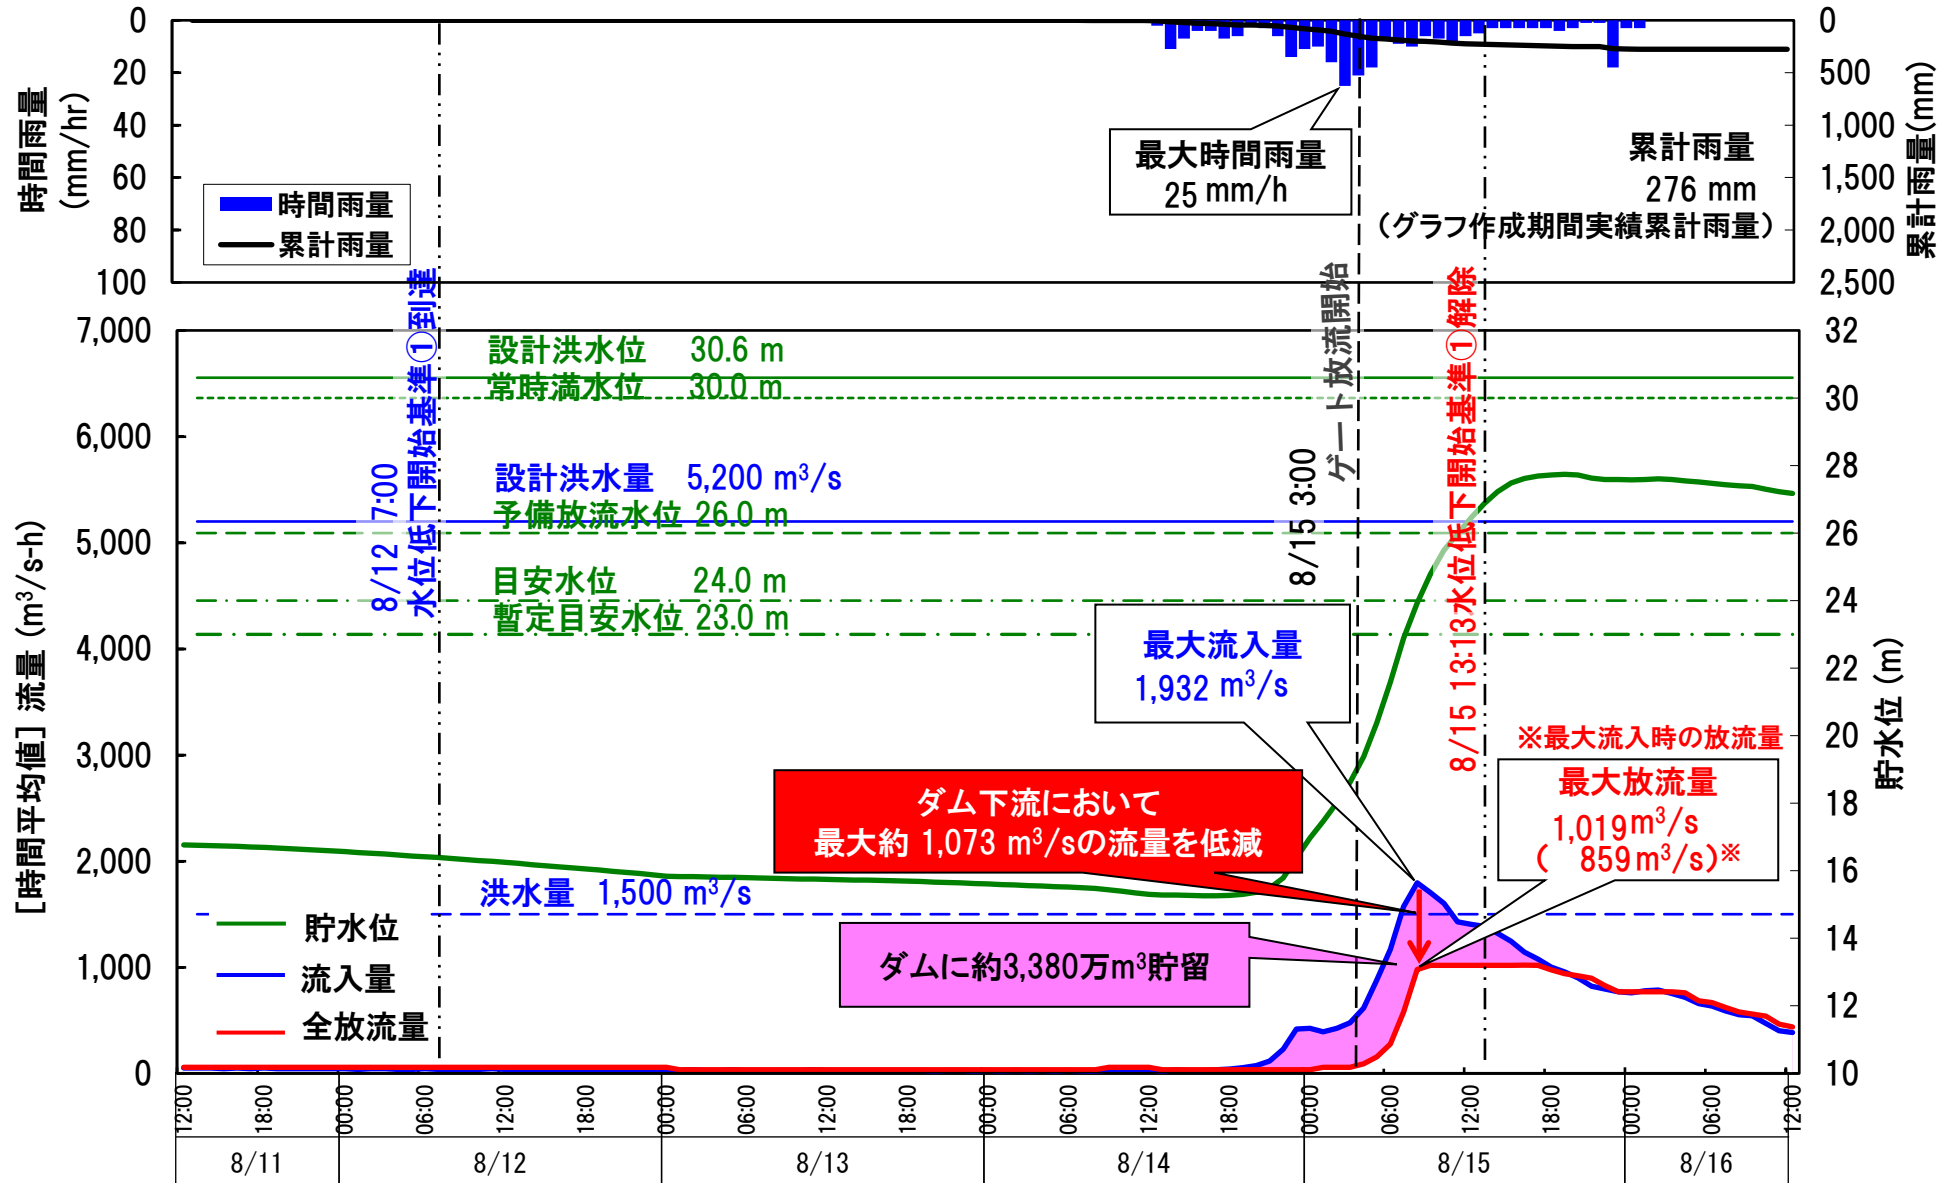 時間雨量
(mm/hr)
0
20
40
60
80
100
時間雨量
累計雨量
最大時間雨量
25 mm/h
累計雨量
276 mm
(グラフ作成期間実績累計雨量)
0
500
1,000
1,500
2,000
2,500
累計雨量(mm)
[時間平均値] 流量 (m³/s-h)
7,000
6,000
5,000
4,000
3,000
2,000
1,000
0
8/12 7:00
水位低下開始基準①到達
設計洪水位 30.6 m
常時満水位 30.0 m
設計洪水量 5,200 m³/s
予備放流水位 26.0 m
目安水位 24.0 m
暫定目安水位 23.0 m
8/15 3:00
ゲート放流開始
8/15 13:13水位低下開始基準①解除
最大流入量
1,932 m³/s
※最大流入時の放流量
最大放流量
1,019m³/s
( 859m³/s)※
ダム下流において
最大約 1,073 m³/sの流量を低減
洪水量 1,500 m³/s
ダムに約3,380万m³貯留
貯水位
流入量
全放流量
32
30
28
26
24
22
20
18
16
14
12
10
貯水位 (m)
12:00 18:00 00:00 06:00 12:00 18:00 00:00 06:00 12:00 18:00 00:00 06:00 12:00 18:00 00:00 06:00 12:00 18:00 00:00 06:00 12:00
8/11 8/12 8/13 8/14 8/15 8/16